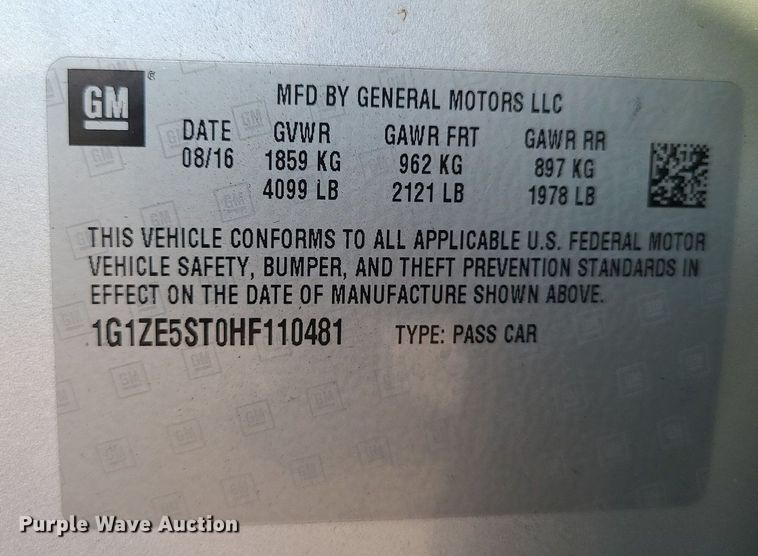 GM®
MFD BY GENERAL MOTORS LLC
DATE GVWR GAWR FRT GAWR RR
08/16 1859 KG 962 KG 897 KG
4099 LB 2121 LB 1978 LB
THIS VEHICLE CONFORMS TO ALL APPLICABLE U.S. FEDERAL MOTOR
VEHICLE SAFETY, BUMPER, AND THEFT PREVENTION STANDARDS IN
EFFECT ON THE DATE OF MANUFACTURE SHOWN ABOVE.
1G1ZE5ST0HF110481 TYPE: PASS CAR
Purple Wave Auction